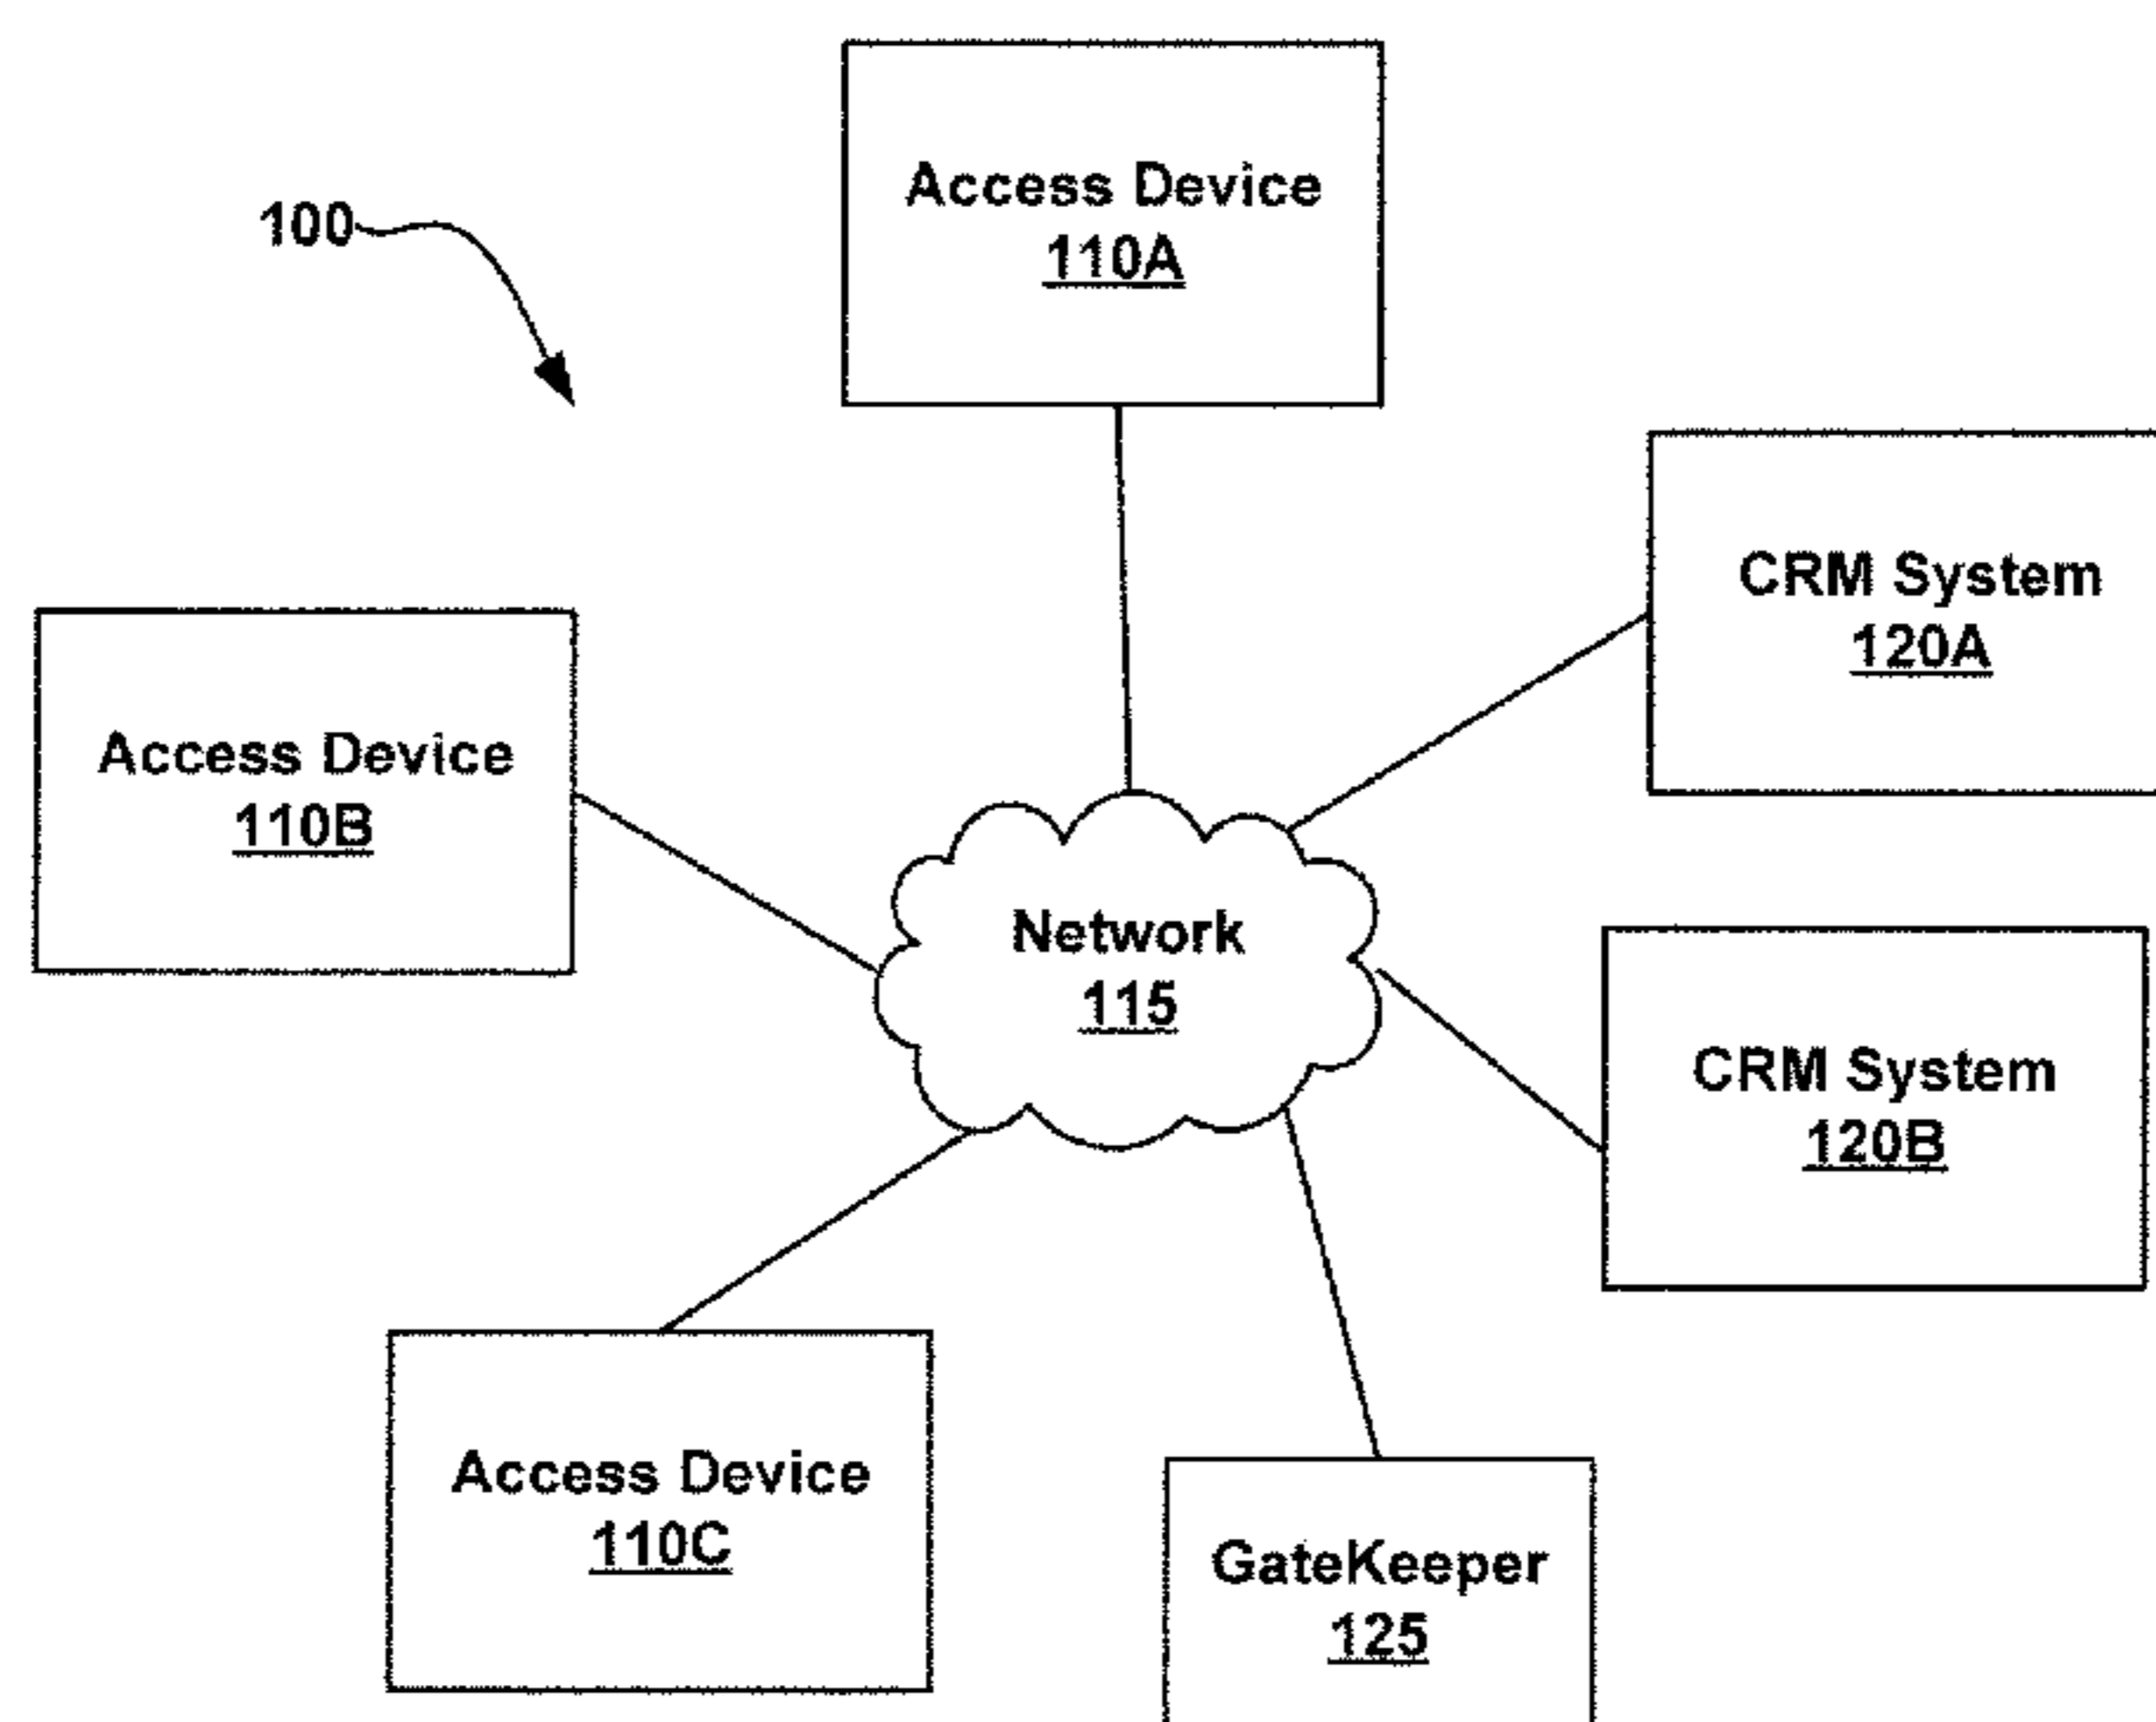 Access Device
110A
100
CRM System
120A
Access Device
110B
Network
115
CRM System
120B
Access Device
110C
GateKeeper
125